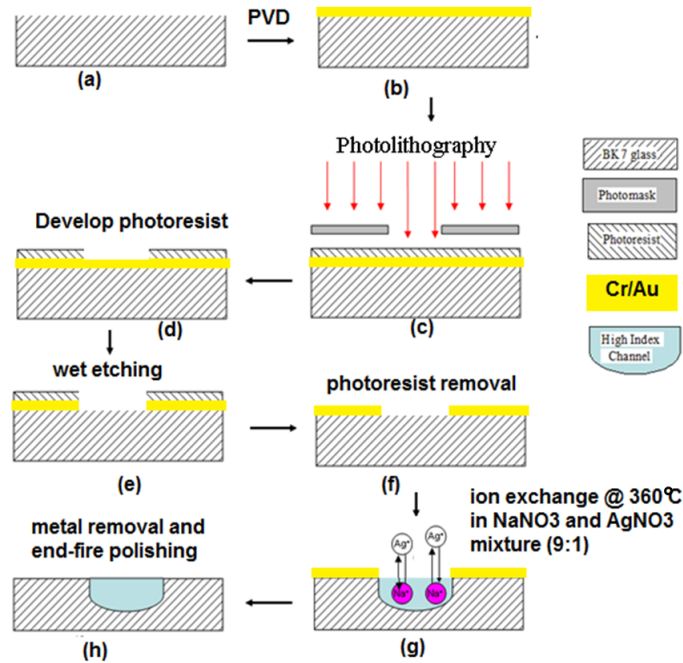 PVD
(a)
(b)
Photolithography
BK 7 glass
Photomask
Photoresist
Cr/Au
High Index
Channel
Develop photoresist
(d)
(c)
wet etching
photoresist removal
(e)
(f)
ion exchange @ 360°C
in NaNO3 and AgNO3
mixture (9:1)
metal removal and
end-fire polishing
Ag⁺
Ag⁺
Na⁺
Na⁺
(h)
(g)